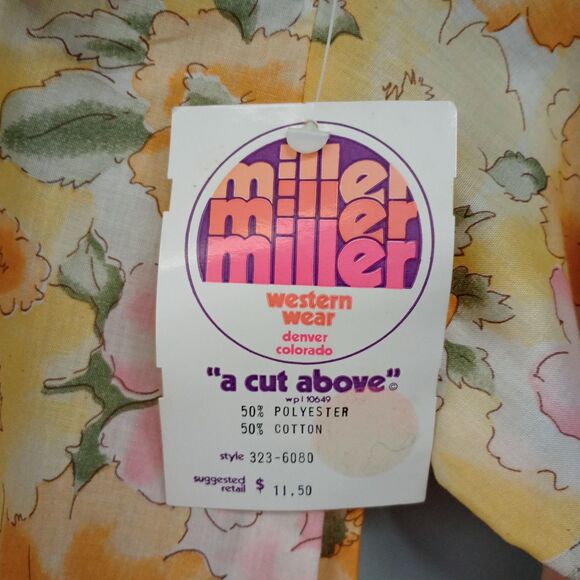 miller
miller
miller
western
wear
denver
colorado
"a cut above"©
wpl 10649
50% POLYESTER
50% COTTON
style 323-6080
suggested
retail $ 11.50